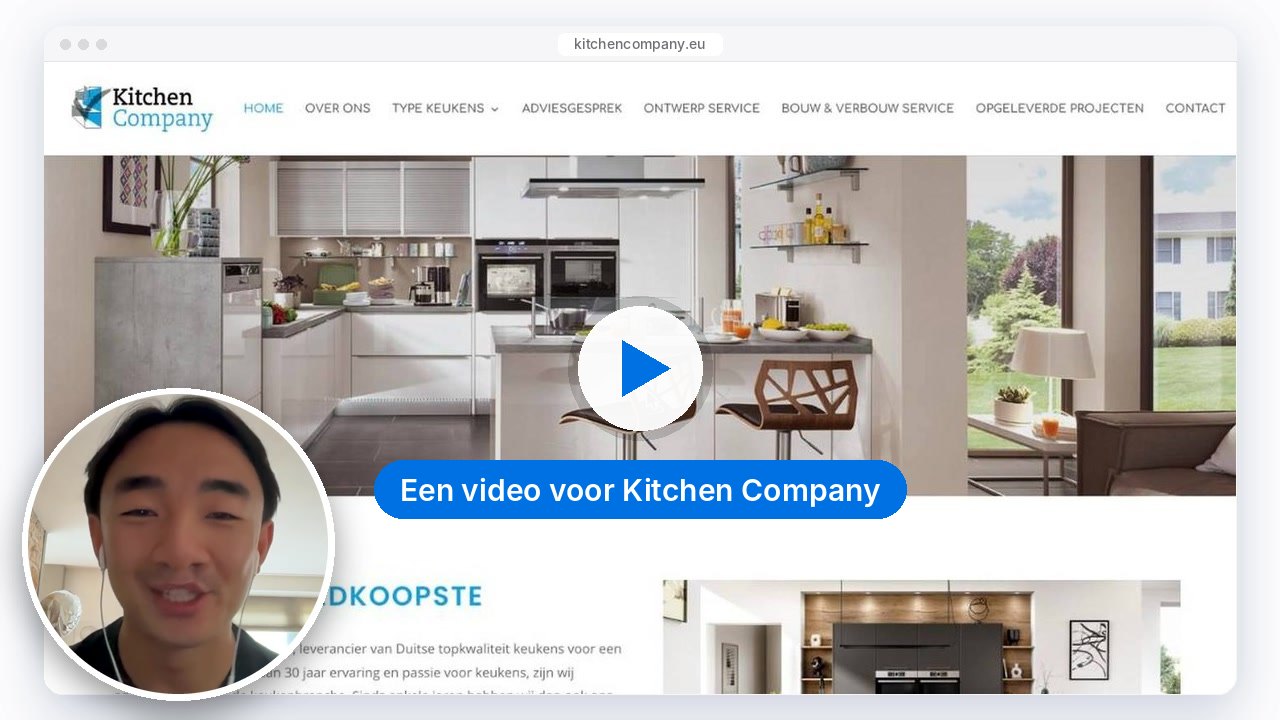 kitchencompany.eu
Kitchen
Company
HOME
OVER ONS
TYPE KEUKENS
ADVIESGESPREK
ONTWERP SERVICE
BOUW & VERBOUW SERVICE
OPGELEVERDE PROJECTEN
CONTACT
Een video voor Kitchen Company
DKOOPSTE
leverancier van Duitse topkwaliteit keukens voor een
30 jaar ervaring en passie voor keukens, zijn wij